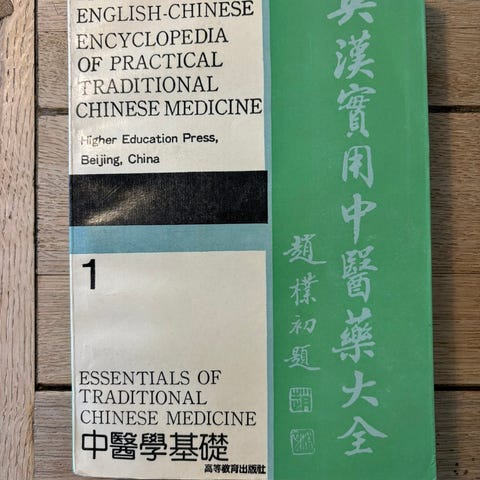 ENGLISH-CHINESE
ENCYCLOPEDIA
OF PRACTICAL
TRADITIONAL
CHINESE MEDICINE
Higher Education Press,
Beijing, China
1
ESSENTIALS OF
TRADITIONAL
CHINESE MEDICINE
中醫學基礎
高等教育出版社
英漢實用中醫藥大全
趙樸初題